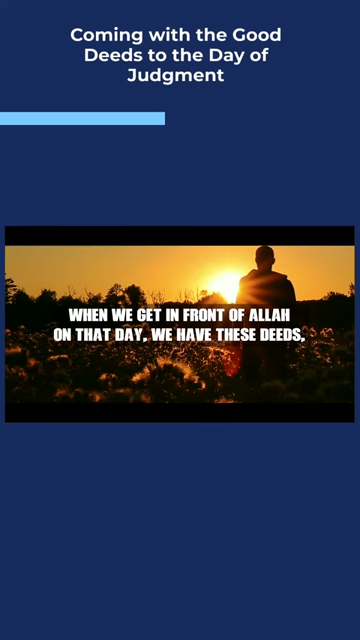 Coming with the Good
Deeds to the Day of
Judgment
WHEN WE GET IN FRONT OF ALLAH
ON THAT DAY, WE HAVE THESE DEEDS,